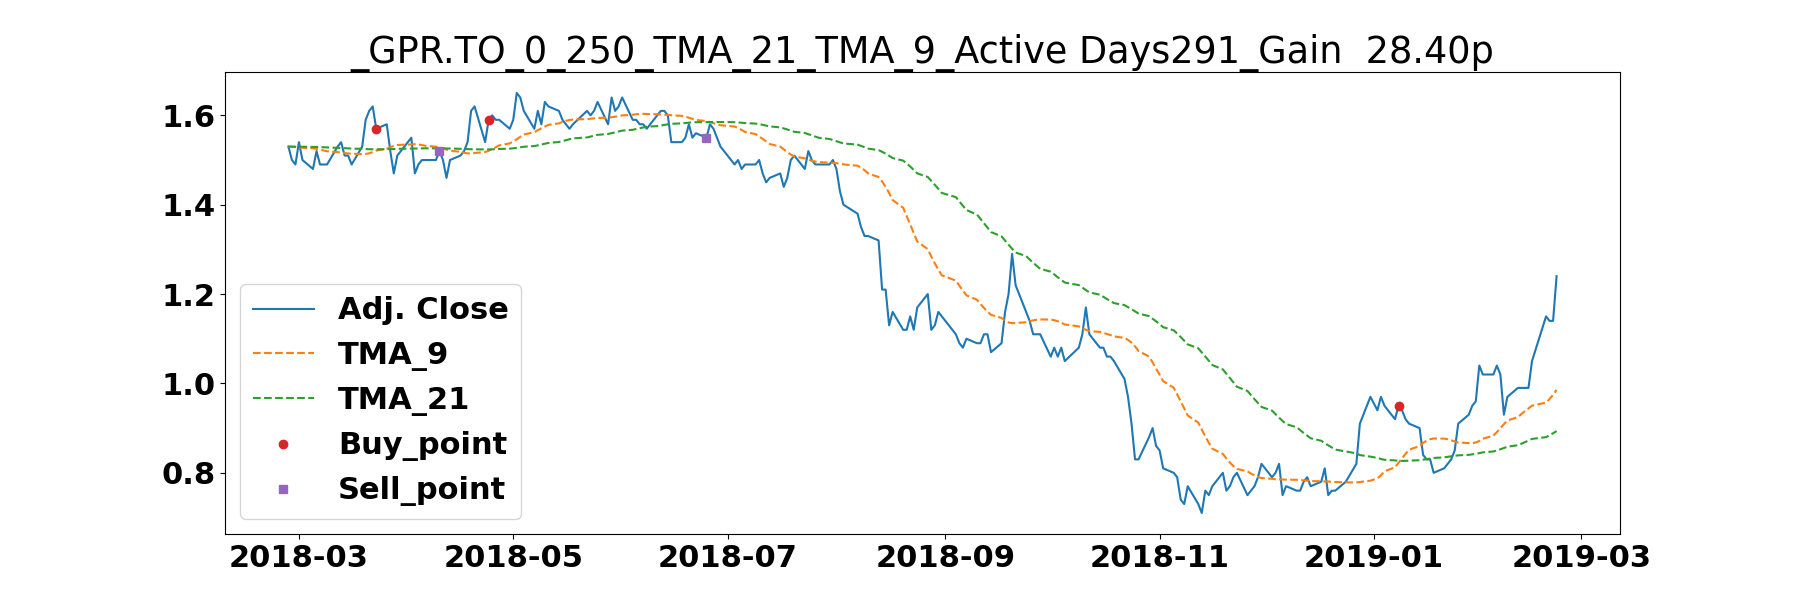 _GPR.TO_0_250_TMA_21_TMA_9_Active Days291_Gain  28.40p
1.6
1.4
1.2
1.0
0.8
Adj. Close
TMA_9
TMA_21
Buy_point
Sell_point
2018-03 2018-05 2018-07 2018-09 2018-11 2019-01 2019-03